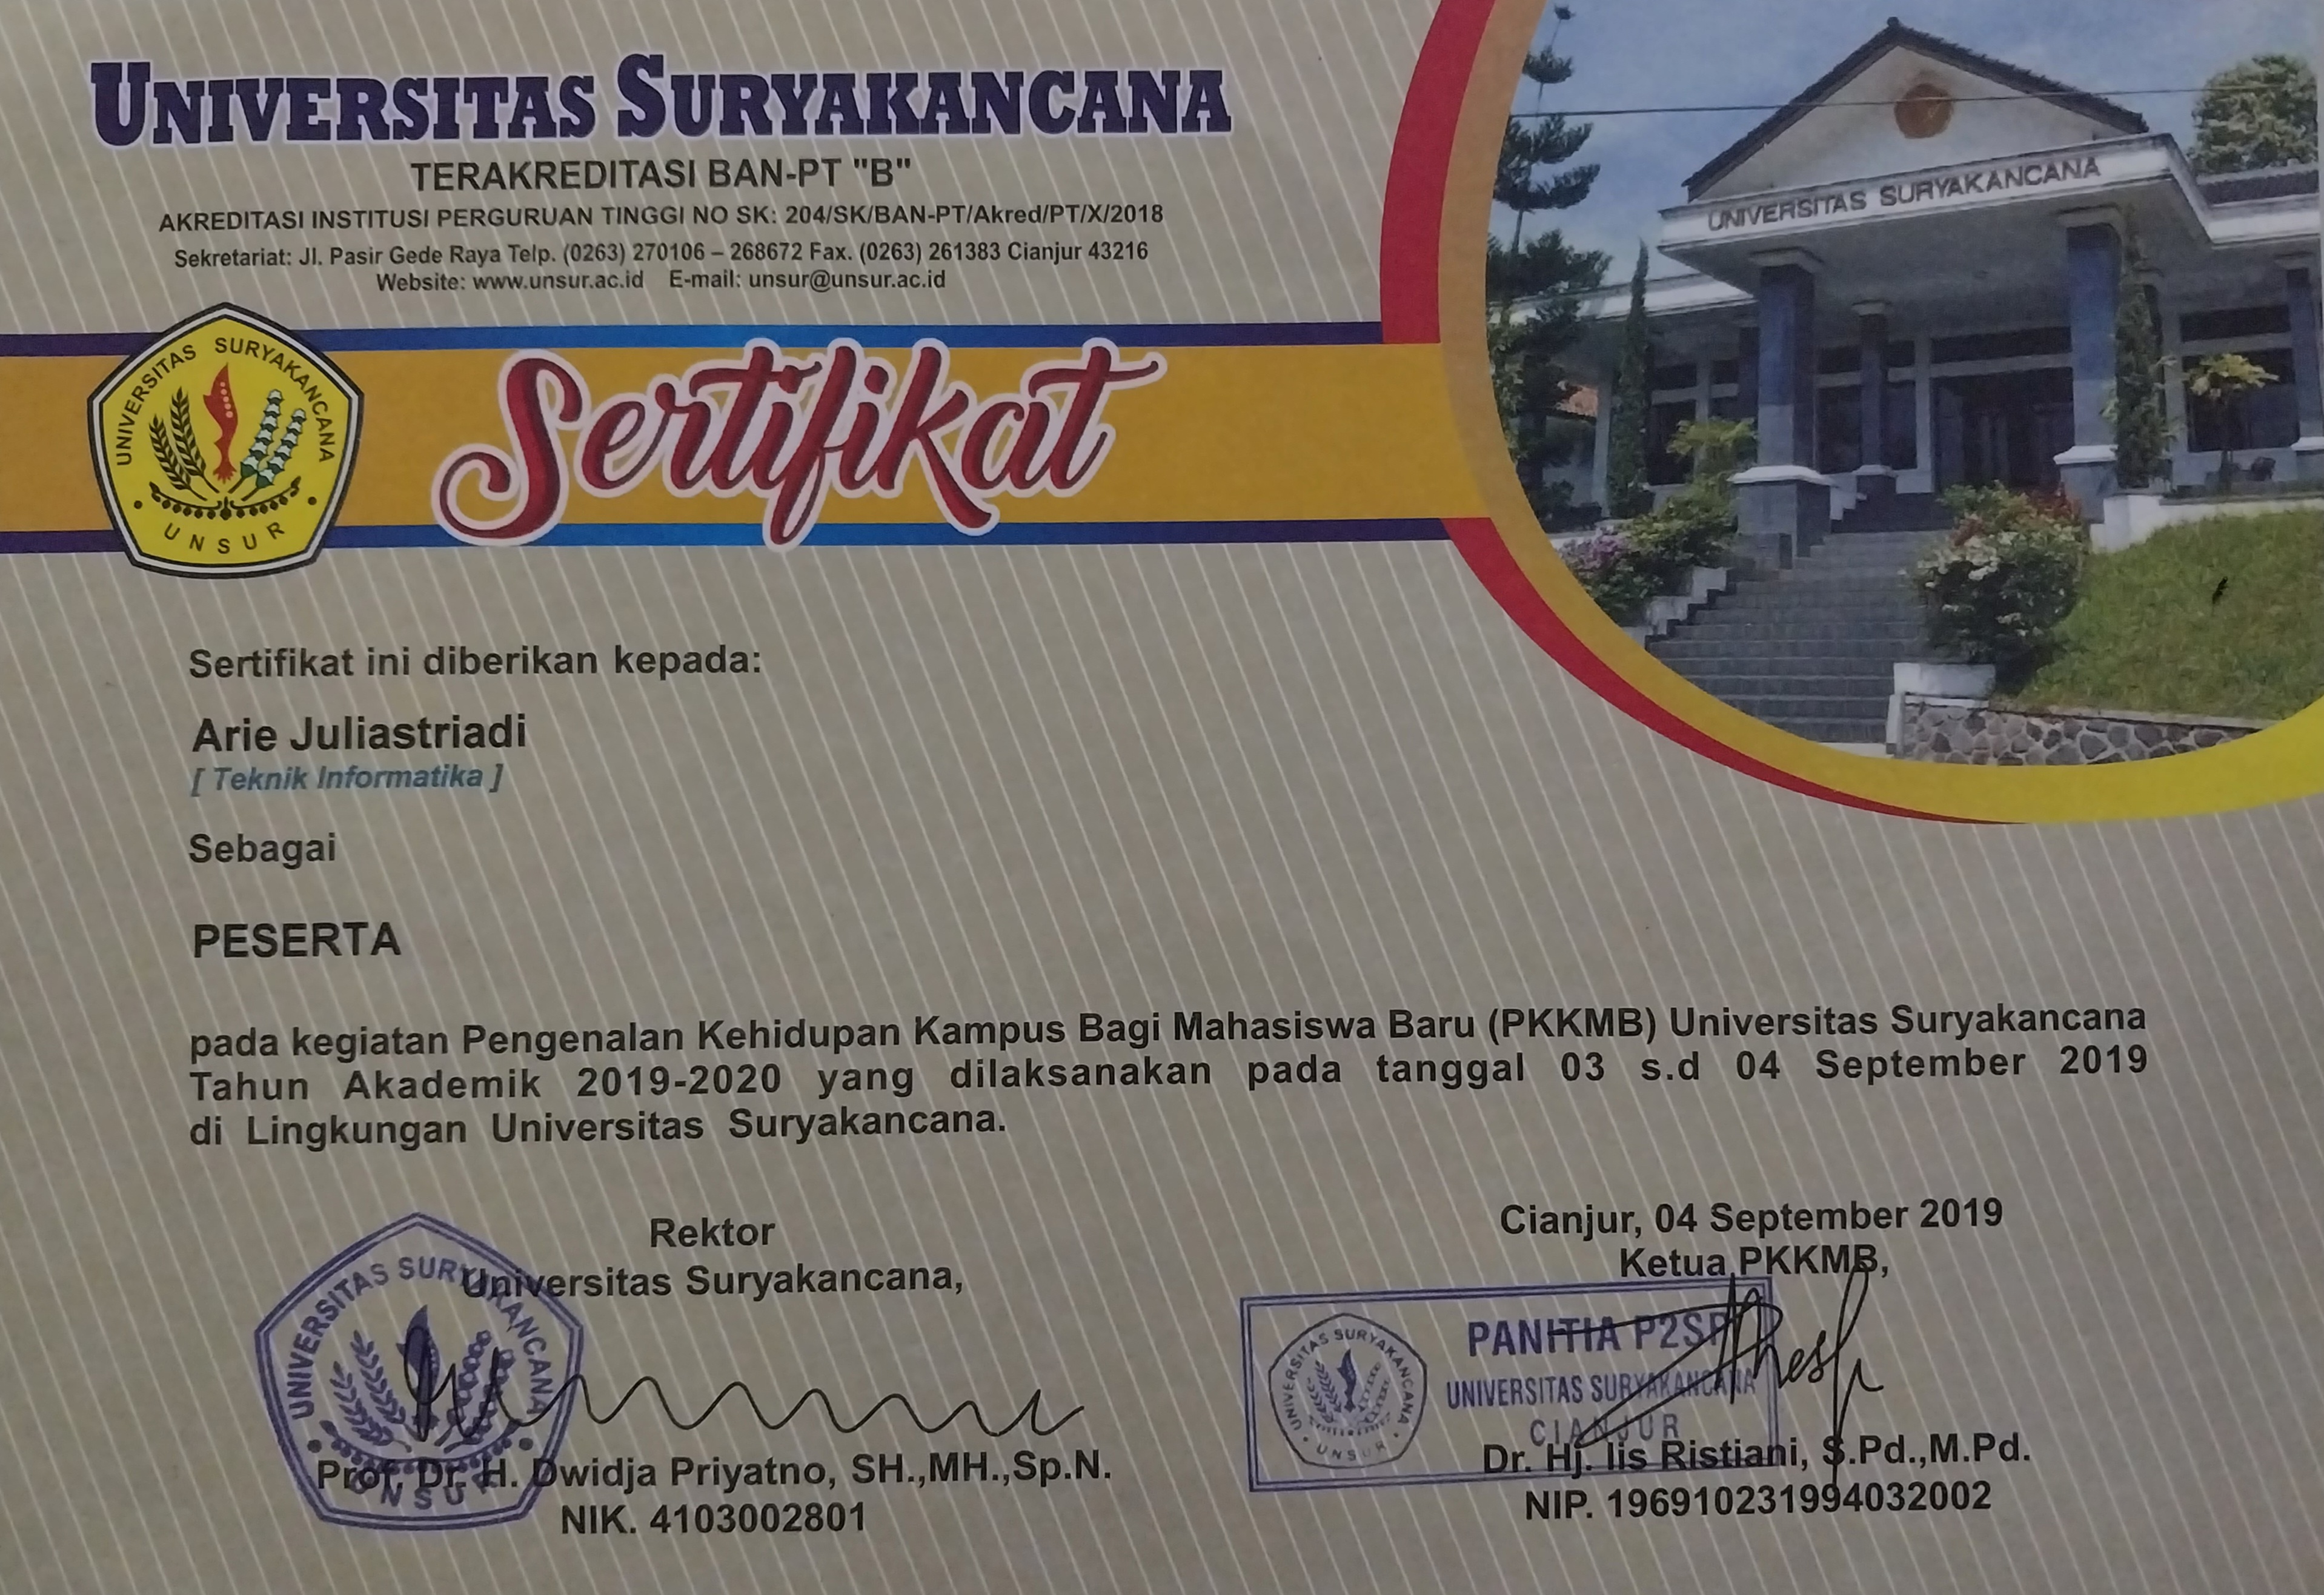 UNIVERSITAS SURYAKANCANA
TERAKREDITASI BAN-PT "B"
AKREDITASI INSTITUSI PERGURUAN TINGGI NO SK: 204/SK/BAN-PT/Akred/PT/X/2018
Sekretariat: Jl. Pasir Gede Raya Telp. (0263) 270106 – 268672 Fax. (0263) 261383 Cianjur 43216
Website: www.unsur.ac.id E-mail: unsur@unsur.ac.id
UNIVERSITAS SURYAKANCANA
UNIVERSITAS SURYAKANCANA
UNSUR
Sertifikat
Sertifikat ini diberikan kepada:
Arie Juliastriadi
[ Teknik Informatika ]
Sebagai
PESERTA
pada kegiatan Pengenalan Kehidupan Kampus Bagi Mahasiswa Baru (PKKMB) Universitas Suryakancana
Tahun Akademik 2019-2020 yang dilaksanakan pada tanggal 03 s.d 04 September 2019
di Lingkungan Universitas Suryakancana.
Rektor
Universitas Suryakancana,
UNIVERSITAS SURYAKANCANA
UNSUR
Prof. Dr. H. Dwidja Priyatno, SH.,MH.,Sp.N.
NIK. 4103002801
Cianjur, 04 September 2019
Ketua PKKMB,
UNIVERSITAS SURYAKANCANA
UNSUR
PANITIA
UNIVERSITAS SURYAKANCANA
CIANJUR
Dr. Hj. Iis Ristiani, S.Pd.,M.Pd.
NIP. 196910231994032002